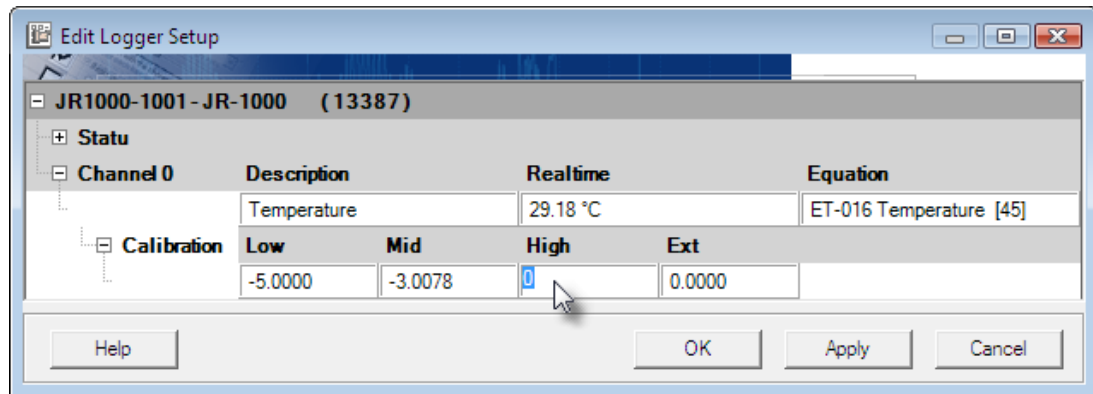 Edit Logger Setup
JR1000-1001 - JR-1000 (13387)
Statu
Channel 0 Description Realtime Equation
Temperature 29.18 °C ET-016 Temperature [45]
Calibration Low Mid High Ext
-5.0000 -3.0078 0 0.0000
Help OK Apply Cancel